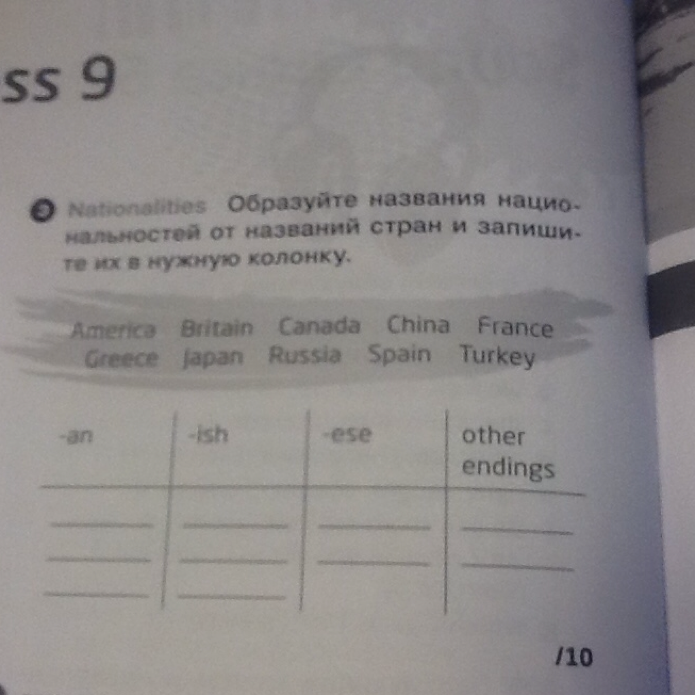 ss 9
3 Nationalities Образуйте названия нацио-
нальностей от названий стран и запиши-
те их в нужную колонку.
America Britain Canada China France
Greece Japan Russia Spain Turkey
-an -ish -ese other
endings
/10